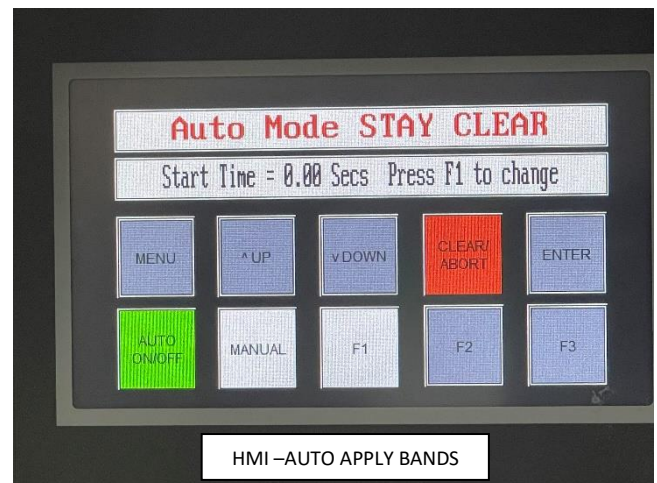 Auto Mode STAY CLEAR
Start Time = 0.00 Secs Press F1 to change
MENU
^ UP
v DOWN
CLEAR/
ABORT
ENTER
AUTO
ON/OFF
MANUAL
F1
F2
F3
HMI –AUTO APPLY BANDS